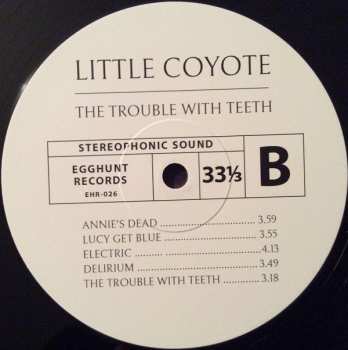 LITTLE COYOTE
THE TROUBLE WITH TEETH
STEREOPHONIC SOUND
EGGHUNT
RECORDS
EHR-026
33⅓
B
ANNIE'S DEAD ................................ 3.59
LUCY GET BLUE ............................ 3.55
ELECTRIC ........ ............................. 4.13
DELIRIUM ...................................... 3.49
THE TROUBLE WITH TEETH ............ 3.18